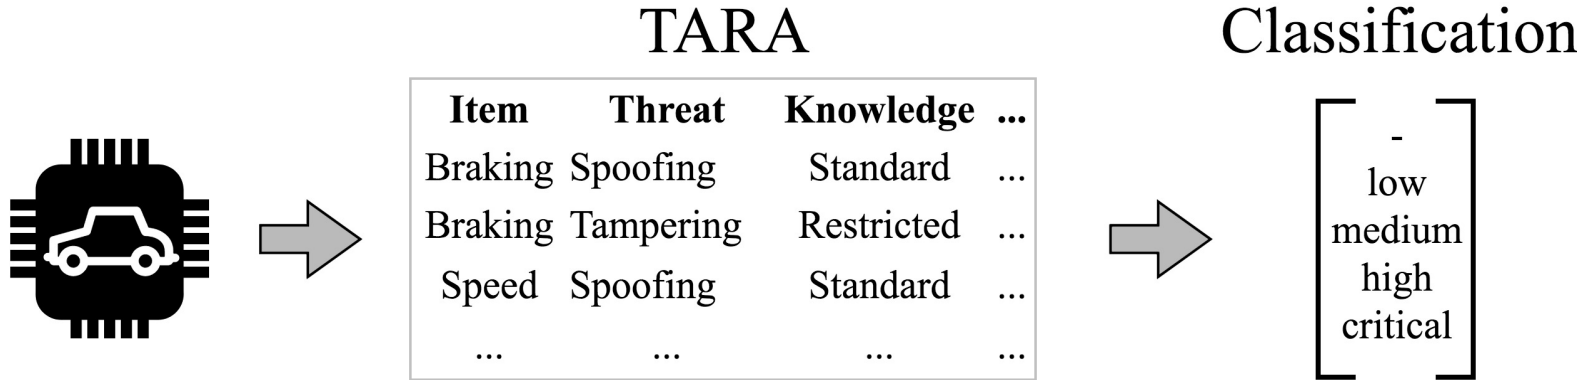 TARA
Item Threat Knowledge ...
Braking Spoofing Standard ...
Braking Tampering Restricted ...
Speed Spoofing Standard ...
... ... ... ...
Classification
-
low
medium
high
critical